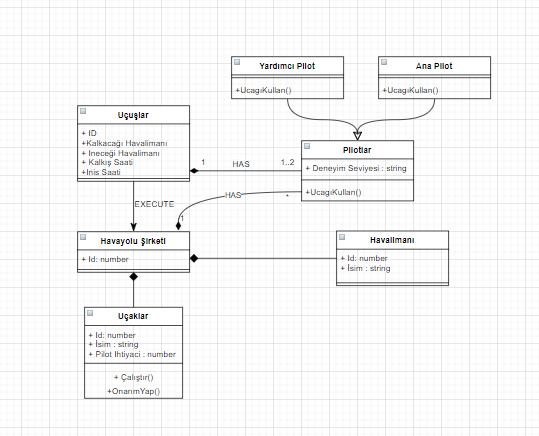 Yardımcı Pilot
+UcagıKullan()
Ana Pilot
+UcagıKullan()
Uçuşlar
+ ID
+Kalkacağı Havalimanı
+ Ineceği Havalimanı
+ Kalkış Saati
+Inis Saati
1
HAS
1..2
Pilotlar
+ Deneyim Seviyesi : string
+UcagıKullan()
EXECUTE
HAS
*
1
Havayolu Şirketi
+ Id: number
Havalimanı
+ Id: number
+ İsim : string
Uçaklar
+ Id: number
+ İsim : string
+ Pilot Ihtiyaci : number
+ Çalıştır()
+OnarımYap()